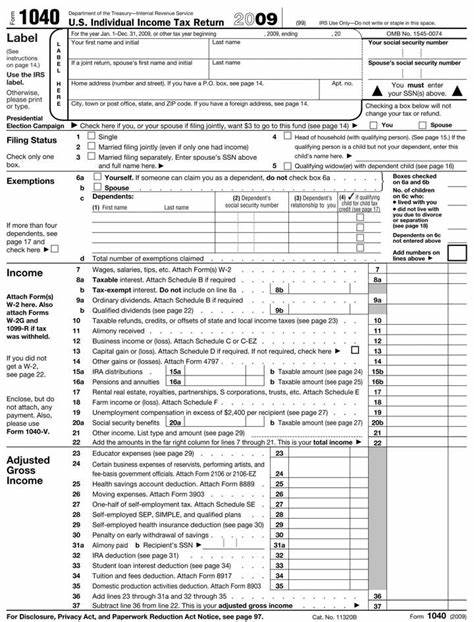 Form 1040 Department of the Treasury—Internal Revenue Service
U.S. Individual Income Tax Return 2009 (99) IRS Use Only—Do not write or staple in this space.
Label
(See instructions on page 14.)
Use the IRS label.
Otherwise, please print or type.
LABEL HERE
For the year Jan. 1–Dec. 31, 2009, or other tax year beginning , 2009, ending , 20
OMB No. 1545-0074
Your first name and initial Last name Your social security number
If a joint return, spouse's first name and initial Last name Spouse's social security number
Home address (number and street). If you have a P.O. box, see page 14. Apt. no.
▲ You must enter your SSN(s) above. ▲
City, town or post office, state, and ZIP code. If you have a foreign address, see page 14.
Checking a box below will not change your tax or refund.
Presidential Election Campaign ▶ Check here if you, or your spouse if filing jointly, want $3 to go to this fund (see page 14) ▶ You Spouse
Filing Status
Check only one box.
1 Single
2 Married filing jointly (even if only one had income)
3 Married filing separately. Enter spouse's SSN above and full name here. ▶
4 Head of household (with qualifying person). (See page 15.) If the qualifying person is a child but not your dependent, enter this child's name here. ▶
5 Qualifying widow(er) with dependent child (see page 16)
Exemptions
6a Yourself. If someone can claim you as a dependent, do not check box 6a
b Spouse
c Dependents:
(1) First name Last name
(2) Dependent's social security number
(3) Dependent's relationship to you
(4) ✓ if qualifying child for child tax credit (see page 17)
If more than four dependents, see page 17 and check here ▶
Boxes checked on 6a and 6b
No. of children on 6c who:
• lived with you
• did not live with you due to divorce or separation (see page 18)
Dependents on 6c not entered above
d Total number of exemptions claimed
Add numbers on lines above ▶
Income
Attach Form(s) W-2 here. Also attach Forms W-2G and 1099-R if tax was withheld.
If you did not get a W-2, see page 22.
Enclose, but do not attach, any payment. Also, please use Form 1040-V.
7 Wages, salaries, tips, etc. Attach Form(s) W-2 7
8a Taxable interest. Attach Schedule B if required 8a
b Tax-exempt interest. Do not include on line 8a 8b
9a Ordinary dividends. Attach Schedule B if required 9a
b Qualified dividends (see page 22) 9b
10 Taxable refunds, credits, or offsets of state and local income taxes (see page 23) 10
11 Alimony received 11
12 Business income or (loss). Attach Schedule C or C-EZ 12
13 Capital gain or (loss). Attach Schedule D if required. If not required, check here ▶ 13
14 Other gains or (losses). Attach Form 4797 14
15a IRA distributions 15a b Taxable amount (see page 24) 15b
16a Pensions and annuities 16a b Taxable amount (see page 25) 16b
17 Rental real estate, royalties, partnerships, S corporations, trusts, etc. Attach Schedule E 17
18 Farm income or (loss). Attach Schedule F 18
19 Unemployment compensation in excess of $2,400 per recipient (see page 27) 19
20a Social security benefits 20a b Taxable amount (see page 27) 20b
21 Other income. List type and amount (see page 29) 21
22 Add the amounts in the far right column for lines 7 through 21. This is your total income ▶ 22
Adjusted Gross Income
23 Educator expenses (see page 29) 23
24 Certain business expenses of reservists, performing artists, and fee-basis government officials. Attach Form 2106 or 2106-EZ 24
25 Health savings account deduction. Attach Form 8889 25
26 Moving expenses. Attach Form 3903 26
27 One-half of self-employment tax. Attach Schedule SE 27
28 Self-employed SEP, SIMPLE, and qualified plans 28
29 Self-employed health insurance deduction (see page 30) 29
30 Penalty on early withdrawal of savings 30
31a Alimony paid b Recipient's SSN ▶ 31a
32 IRA deduction (see page 31) 32
33 Student loan interest deduction (see page 34) 33
34 Tuition and fees deduction. Attach Form 8917 34
35 Domestic production activities deduction. Attach Form 8903 35
36 Add lines 23 through 31a and 32 through 35 36
37 Subtract line 36 from line 22. This is your adjusted gross income ▶ 37
For Disclosure, Privacy Act, and Paperwork Reduction Act Notice, see page 97. Cat. No. 11320B Form 1040 (2009)